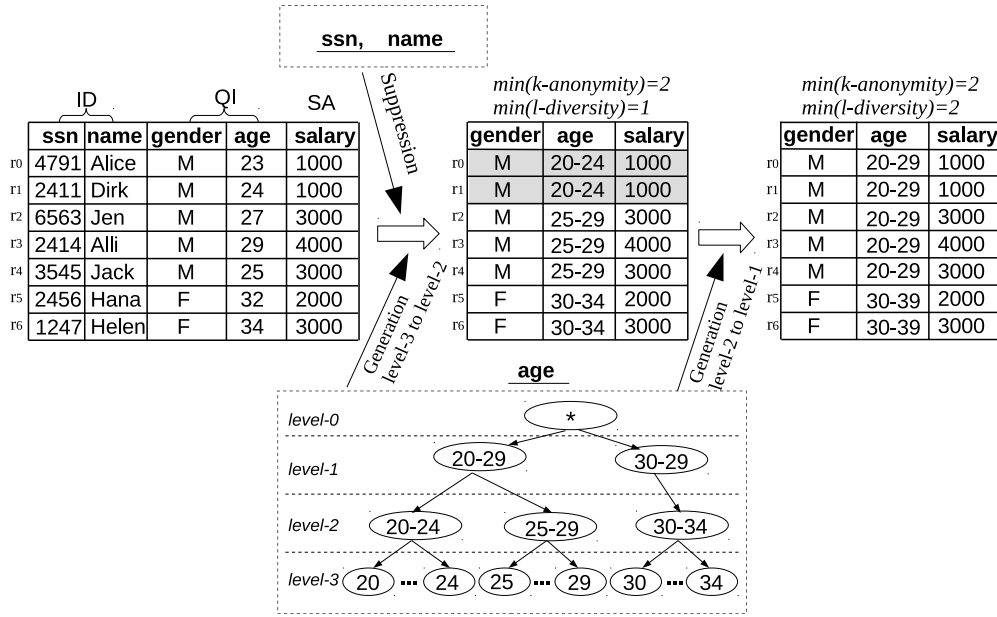 ssn, name
Suppression
ID QI SA
ssn name gender age salary
r0 4791 Alice M 23 1000
r1 2411 Dirk M 24 1000
r2 6563 Jen M 27 3000
r3 2414 Alli M 29 4000
r4 3545 Jack M 25 3000
r5 2456 Hana F 32 2000
r6 1247 Helen F 34 3000
Generation
level-3 to level-2
min(k-anonymity)=2
min(l-diversity)=1
gender age salary
r0 M 20-24 1000
r1 M 20-24 1000
r2 M 25-29 3000
r3 M 25-29 4000
r4 M 25-29 3000
r5 F 30-34 2000
r6 F 30-34 3000
Generation
level-2 to level-1
min(k-anonymity)=2
min(l-diversity)=2
gender age salary
r0 M 20-29 1000
r1 M 20-29 1000
r2 M 20-29 3000
r3 M 20-29 4000
r4 M 20-29 3000
r5 F 30-39 2000
r6 F 30-39 3000
age
level-0 *
level-1 20-29 30-29
level-2 20-24 25-29 30-34
level-3 20 ... 24 25 ... 29 30 ... 34